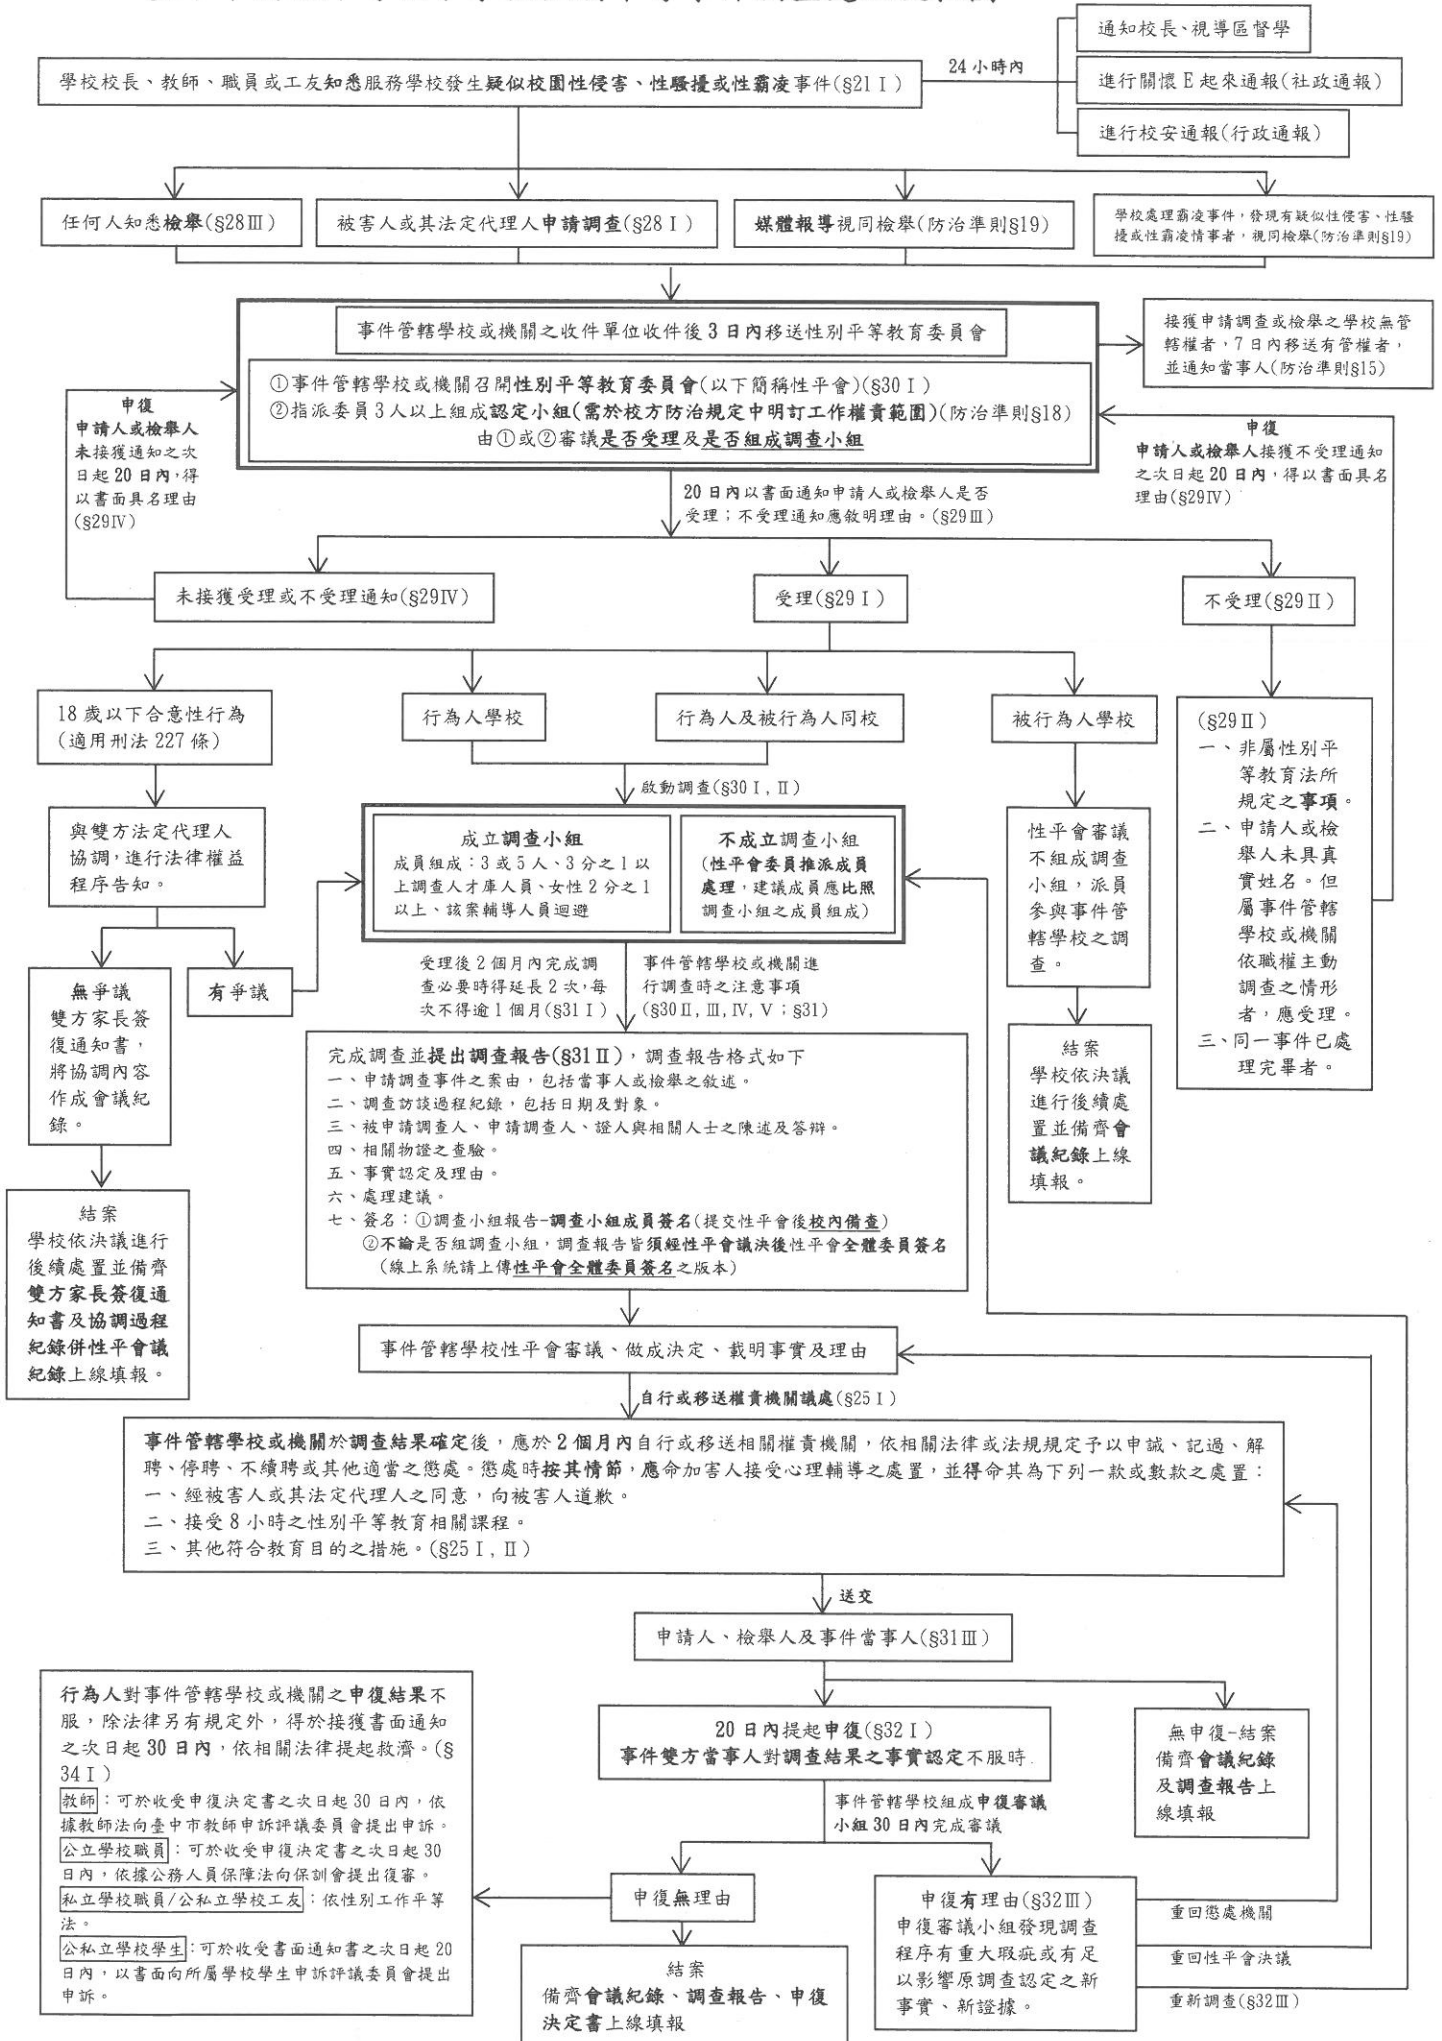 學校校長、教師、職員或工友知悉服務學校發生疑似校園性侵害、性騷擾或性霸凌事件(§21Ⅰ)
24小時內
通知校長、視導區督學
進行關懷E起來通報(社政通報)
進行校安通報(行政通報)
任何人知悉檢舉(§28Ⅲ)
被害人或其法定代理人申請調查(§28Ⅰ)
媒體報導視同檢舉(防治準則§19)
學校處理霸凌事件，發現有疑似性侵害、性騷
擾或性霸凌情事者，視同檢舉(防治準則§19)
事件管轄學校或機關之收件單位收件後3日內移送性別平等教育委員會
①事件管轄學校或機關召開性別平等教育委員會(以下簡稱性平會)(§30Ⅰ)
②指派委員3人以上組成認定小組(需於校方防治規定中明訂工作權責範圍)(防治準則§18)
由①或②審議是否受理及是否組成調查小組
接獲申請調查或檢舉之學校無管
轄權者，7日內移送有管權者，
並通知當事人(防治準則§15)
申復
申請人或檢舉人
未接獲通知之次
日起20日內，得
以書面具名理由
(§29Ⅳ)
申復
申請人或檢舉人接獲不受理通知
之次日起20日內，得以書面具名
理由(§29Ⅳ)
20日內以書面通知申請人或檢舉人是否
受理；不受理通知應敘明理由。(§29Ⅲ)
未接獲受理或不受理通知(§29Ⅳ)
受理(§29Ⅰ)
不受理(§29Ⅱ)
18歲以下合意性行為
(適用刑法227條)
行為人學校
行為人及被行為人同校
被行為人學校
(§29Ⅱ)
一、非屬性別平
等教育法所
規定之事項。
二、申請人或檢
舉人未具真
實姓名。但
屬事件管轄
學校或機關
依職權主動
調查之情形
者，應受理。
三、同一事件已處
理完畢者。
啟動調查(§30Ⅰ,Ⅱ)
與雙方法定代理人
協調，進行法律權益
程序告知。
成立調查小組
成員組成：3或5人、3分之1以
上調查人才庫人員、女性2分之1
以上、該案輔導人員迴避
不成立調查小組
(性平會委員推派成員
處理，建議成員應比照
調查小組之成員組成)
性平會審議
不組成調查
小組，派員
參與事件管
轄學校之調
查。
無爭議
雙方家長簽
復通知書，
將協調內容
作成會議紀
錄。
有爭議
受理後2個月內完成調
查必要時得延長2次，每
次不得逾1個月(§31Ⅰ)
事件管轄學校或機關進
行調查時之注意事項
(§30Ⅱ,Ⅲ,Ⅳ,Ⅴ；§31)
結案
學校依決議
進行後續處
置並備齊會
議紀錄上線
填報。
完成調查並提出調查報告(§31Ⅱ)，調查報告格式如下
一、申請調查事件之案由，包括當事人或檢舉之敘述。
二、調查訪談過程紀錄，包括日期及對象。
三、被申請調查人、申請調查人、證人與相關人士之陳述及答辯。
四、相關物證之查驗。
五、事實認定及理由。
六、處理建議。
七、簽名：①調查小組報告-調查小組成員簽名(提交性平會後校內備查)
②不論是否組調查小組，調查報告皆須經性平會議決後性平會全體委員簽名
(線上系統請上傳性平會全體委員簽名之版本)
結案
學校依決議進行
後續處置並備齊
雙方家長簽復通
知書及協調過程
紀錄併性平會議
紀錄上線填報。
事件管轄學校性平會審議、做成決定、載明事實及理由
自行或移送權責機關議處(§25Ⅰ)
事件管轄學校或機關於調查結果確定後，應於2個月內自行或移送相關權責機關，依相關法律或法規規定予以申誡、記過、解
聘、停聘、不續聘或其他適當之懲處。懲處時按其情節，應命加害人接受心理輔導之處置，並得命其為下列一款或數款之處置：
一、經被害人或其法定代理人之同意，向被害人道歉。
二、接受8小時之性別平等教育相關課程。
三、其他符合教育目的之措施。(§25Ⅰ,Ⅱ)
送交
申請人、檢舉人及事件當事人(§31Ⅲ)
行為人對事件管轄學校或機關之申復結果不
服，除法律另有規定外，得於接獲書面通知
之次日起30日內，依相關法律提起救濟。(§
34Ⅰ)
教師：可於收受申復決定書之次日起30日內，依
據教師法向臺中市教師申訴評議委員會提出申訴。
公立學校職員：可於收受申復決定書之次日起30
日內，依據公務人員保障法向保訓會提出復審。
私立學校職員/公私立學校工友：依性別工作平等
法。
公私立學校學生：可於收受書面通知書之次日起20
日內，以書面向所屬學校學生申訴評議委員會提出
申訴。
20日內提起申復(§32Ⅰ)
事件雙方當事人對調查結果之事實認定不服時
無申復-結案
備齊會議紀錄
及調查報告上
線填報
事件管轄學校組成申復審議
小組30日內完成審議
申復無理由
申復有理由(§32Ⅲ)
申復審議小組發現調查
程序有重大瑕疵或有足
以影響原調查認定之新
事實、新證據。
重回懲處機關
重回性平會決議
重新調查(§32Ⅲ)
結案
備齊會議紀錄、調查報告、申復
決定書上線填報